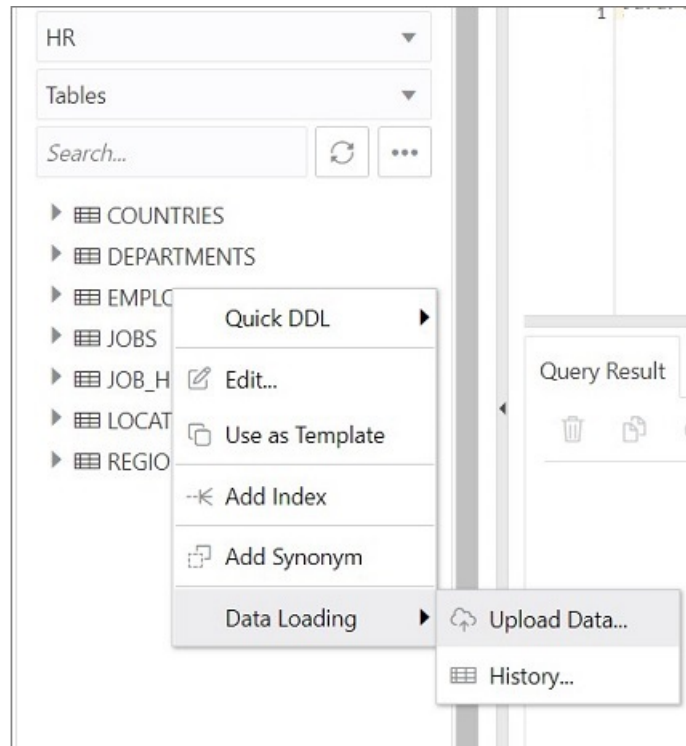 HR
1
Tables
Search...
COUNTRIES
DEPARTMENTS
EMPLO
JOBS
JOB_H
LOCAT
REGIO
Quick DDL
Edit...
Use as Template
Add Index
Add Synonym
Data Loading
Upload Data...
History...
Query Result